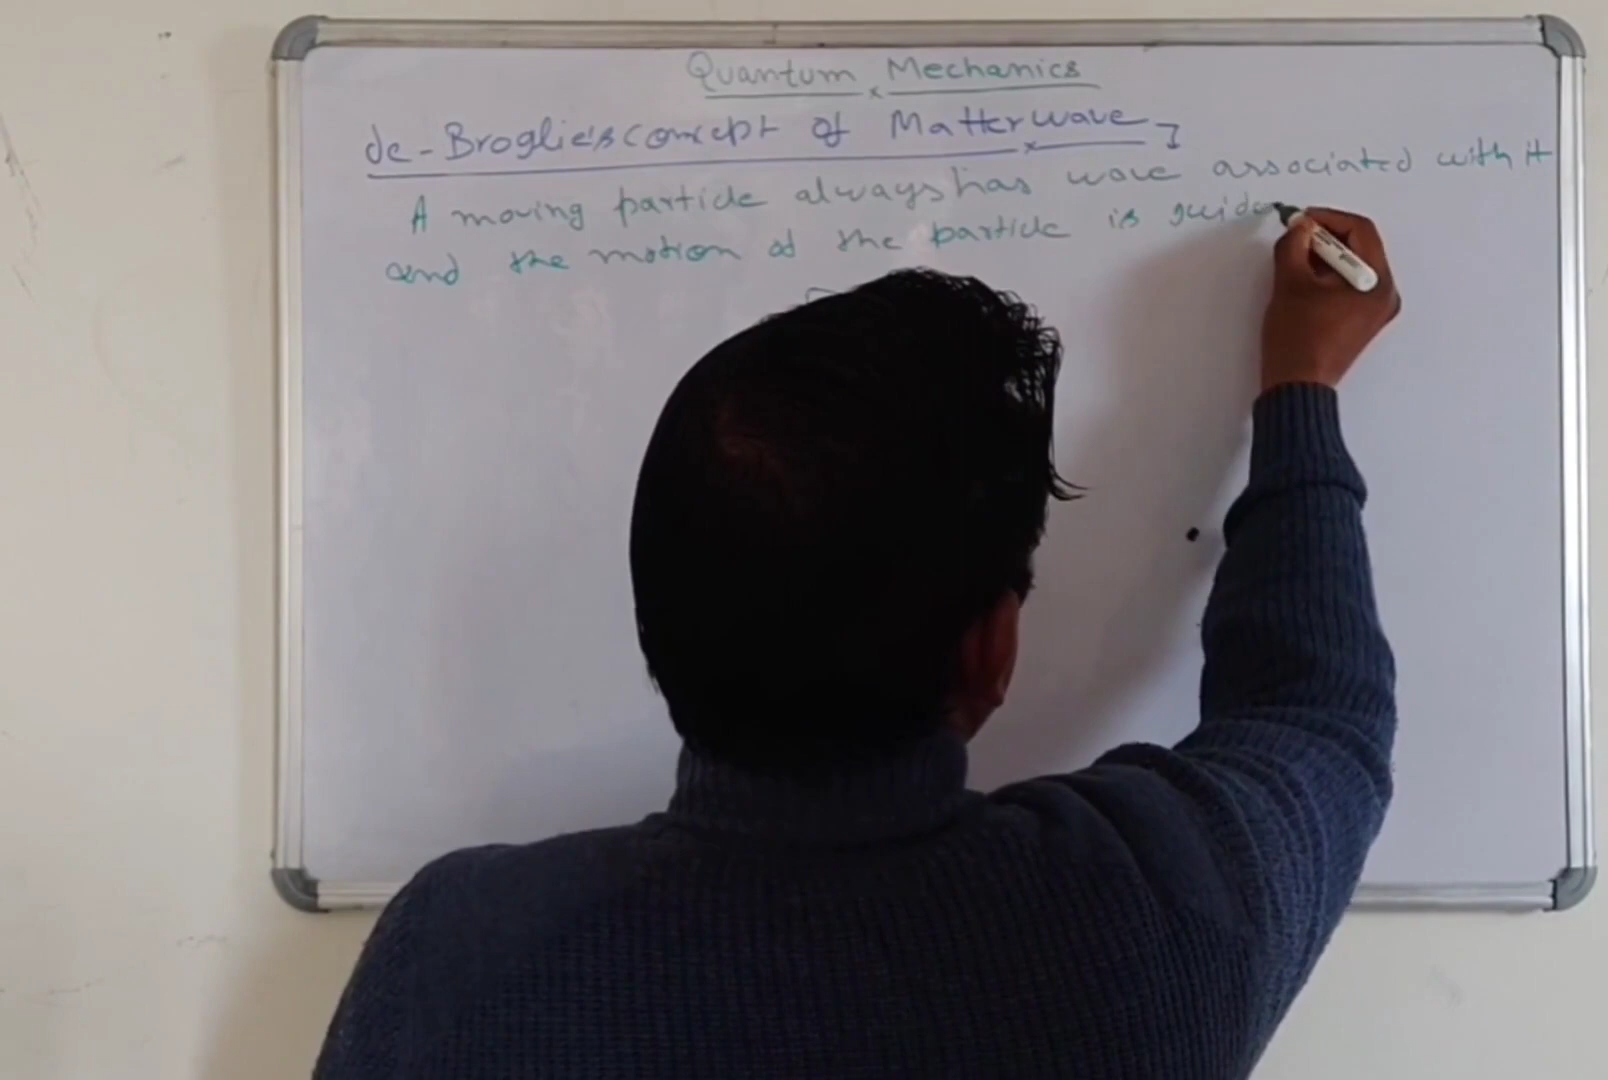 Quantum Mechanics
de-Broglie's concept of Matter wave
A moving particle always has wave associated with it
and the motion of the particle is guide